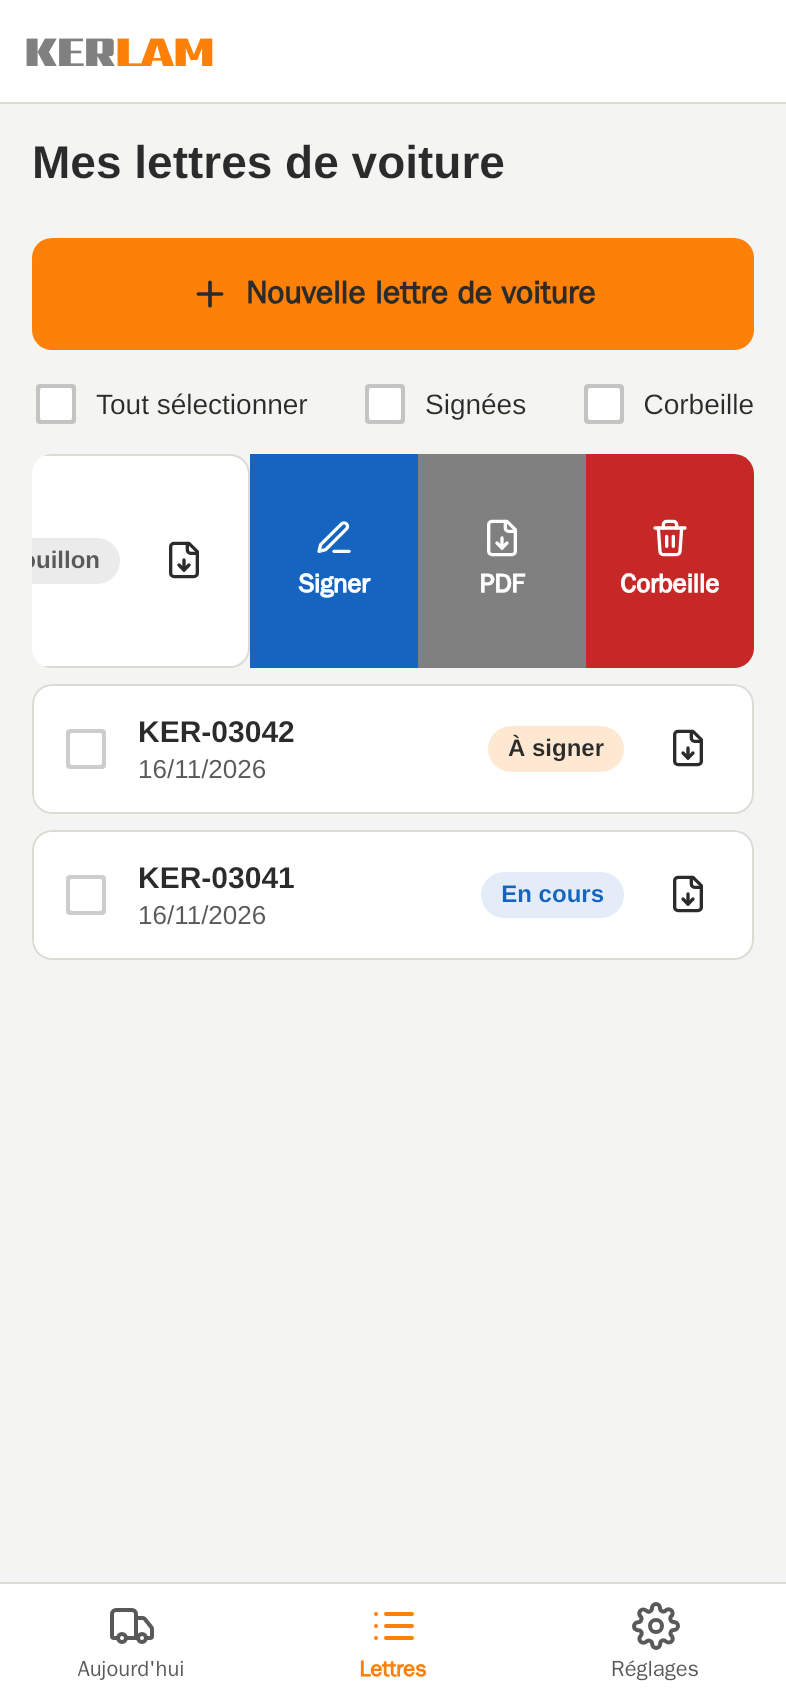 KERLAM
Mes lettres de voiture
Nouvelle lettre de voiture
Tout sélectionner Signées Corbeille
ouillon Signer PDF Corbeille
KER-03042
À signer
16/11/2026
KER-03041
En cours
16/11/2026
Aujourd'hui Lettres Réglages